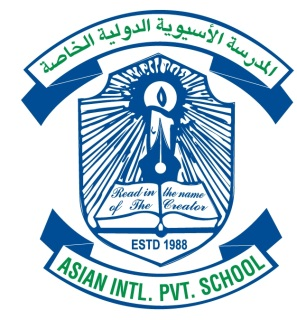 المدرسة الأسيوية الدولية الخاصة
Read in the name
of The Creator
ESTD 1988
ASIAN INTL. PVT. SCHOOL